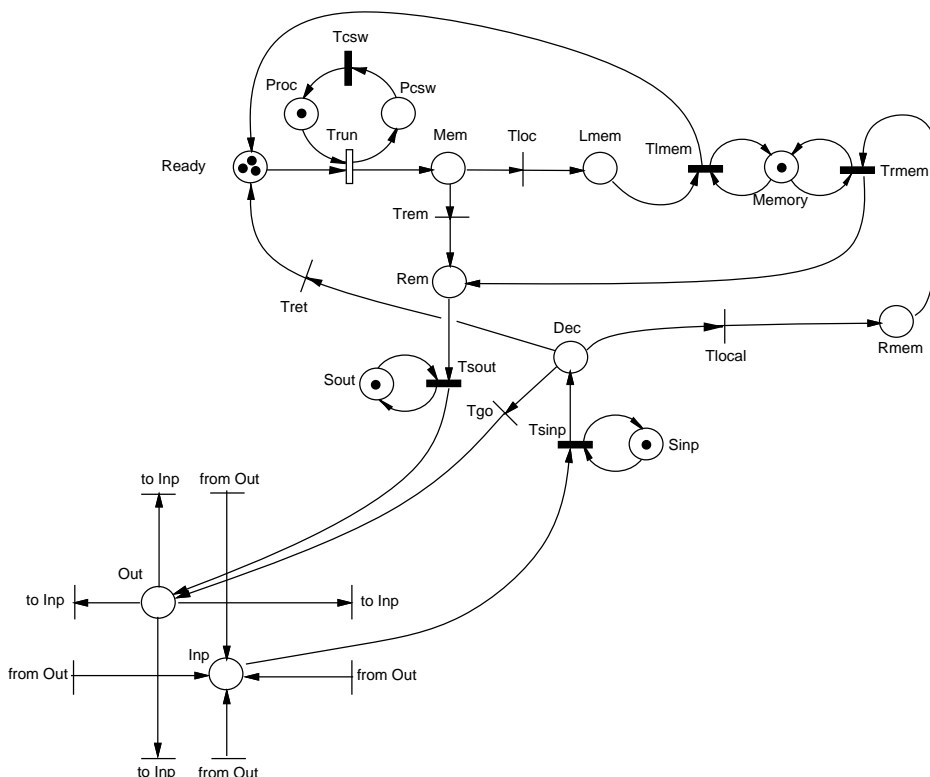 Tcsw
Proc
Pcsw
Trun
Mem
Tloc
Lmem
Tlmem
Ready
Trmem
Memory
Trem
Rem
Tret
Dec
Tlocal
Rmem
Tsout
Sout
Tgo
Tsinp
Sinp
to Inp
from Out
Out
to Inp
to Inp
Inp
from Out
from Out
to Inp
from Out